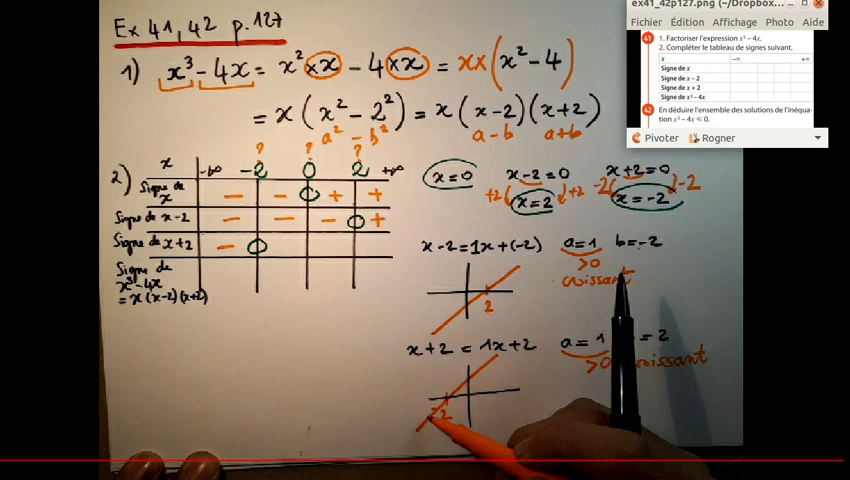 Ex 41, 42 p.127
1) x³ - 4x = x² × x - 4 × x = x × (x² - 4)
= x (x² - 2²) = x (x - 2)(x + 2)
a² - b² a - b a + b
? ? ?
2) x -∞ -2 0 2 +∞
Signe de x - - 0 + +
Signe de x - 2 - - - 0 +
Signe de x + 2 - 0
Signe de
x³ - 4x
= x (x-2)(x+2)
x = 0 x - 2 = 0 x + 2 = 0
+2 +2 -2 -2
x = 2 x = -2
x - 2 = 1x + (-2) a = 1 b = -2
> 0
croissant
2
x + 2 = 1x + 2 a = 1 = 2
> 0 croissant
-2
ex41_42p127.png (~/Dropbox...
Fichier Édition Affichage Photo Aide
41 1. Factoriser l'expression x³ - 4x.
2. Compléter le tableau de signes suivant.
x -∞ +∞
Signe de x
Signe de x - 2
Signe de x + 2
Signe de x³ - 4x
42 En déduire l'ensemble des solutions de l'inéqua-
tion x³ - 4x ⩽ 0.
Pivoter Rogner